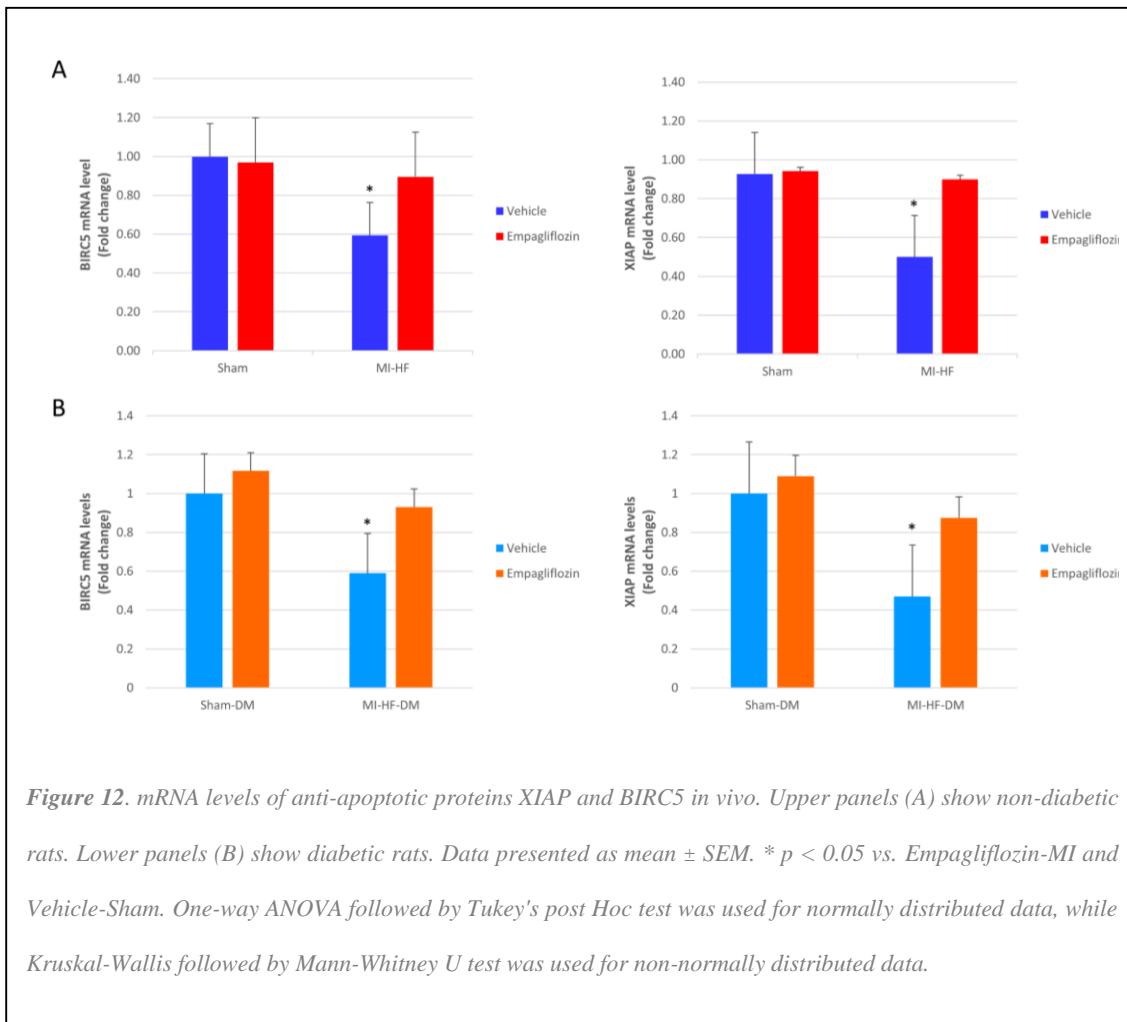 A
1.40
1.20
1.00
0.80
0.60
0.40
0.20
0.00
BIRC5 mRNA level
(Fold change)
*
Sham
MI-HF
Vehicle
Empagliflozin
1.40
1.20
1.00
0.80
0.60
0.40
0.20
0.00
XIAP mRNA level
(Fold change)
*
Sham
MI-HF
Vehicle
Empagliflozin
B
1.4
1.2
1
0.8
0.6
0.4
0.2
0
BIRC5 mRNA levels
(Fold change)
*
Sham-DM
MI-HF-DM
Vehicle
Empagliflozin
1.4
1.2
1
0.8
0.6
0.4
0.2
0
XIAP mRNA levels
(Fold change)
*
Sham-DM
MI-HF-DM
Vehicle
Empagliflozin
Figure 12. mRNA levels of anti-apoptotic proteins XIAP and BIRC5 in vivo. Upper panels (A) show non-diabetic
rats. Lower panels (B) show diabetic rats. Data presented as mean ± SEM. * p < 0.05 vs. Empagliflozin-MI and
Vehicle-Sham. One-way ANOVA followed by Tukey's post Hoc test was used for normally distributed data, while
Kruskal-Wallis followed by Mann-Whitney U test was used for non-normally distributed data.